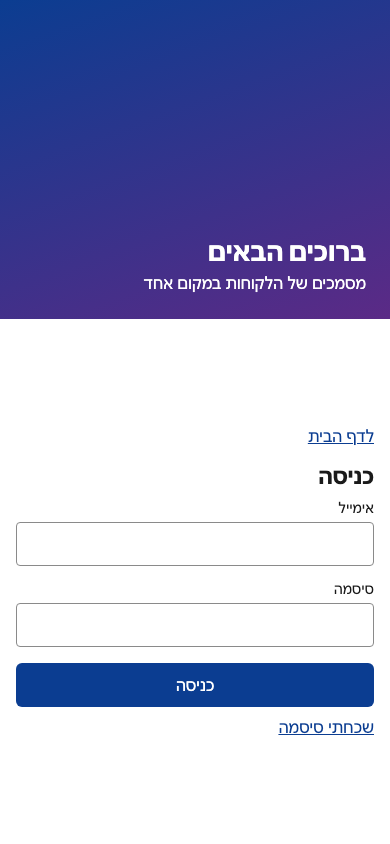 ברוכים הבאים
מסמכים של הלקוחות במקום אחד
לדף הבית
כניסה
אימייל
סיסמה
כניסה
שכחתי סיסמה